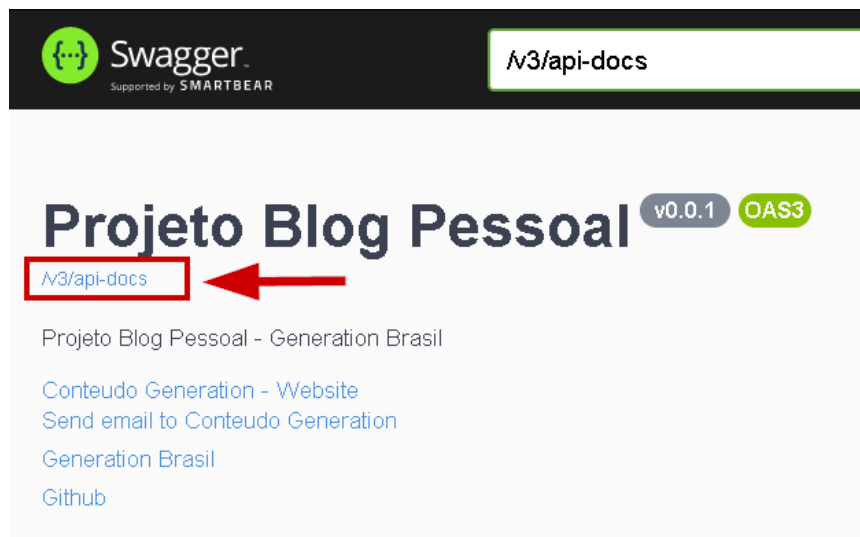 {...} Swagger.
Supported by SMARTBEAR
/v3/api-docs
Projeto Blog Pessoal v0.0.1 OAS3
/v3/api-docs
Projeto Blog Pessoal - Generation Brasil
Conteudo Generation - Website
Send email to Conteudo Generation
Generation Brasil
Github